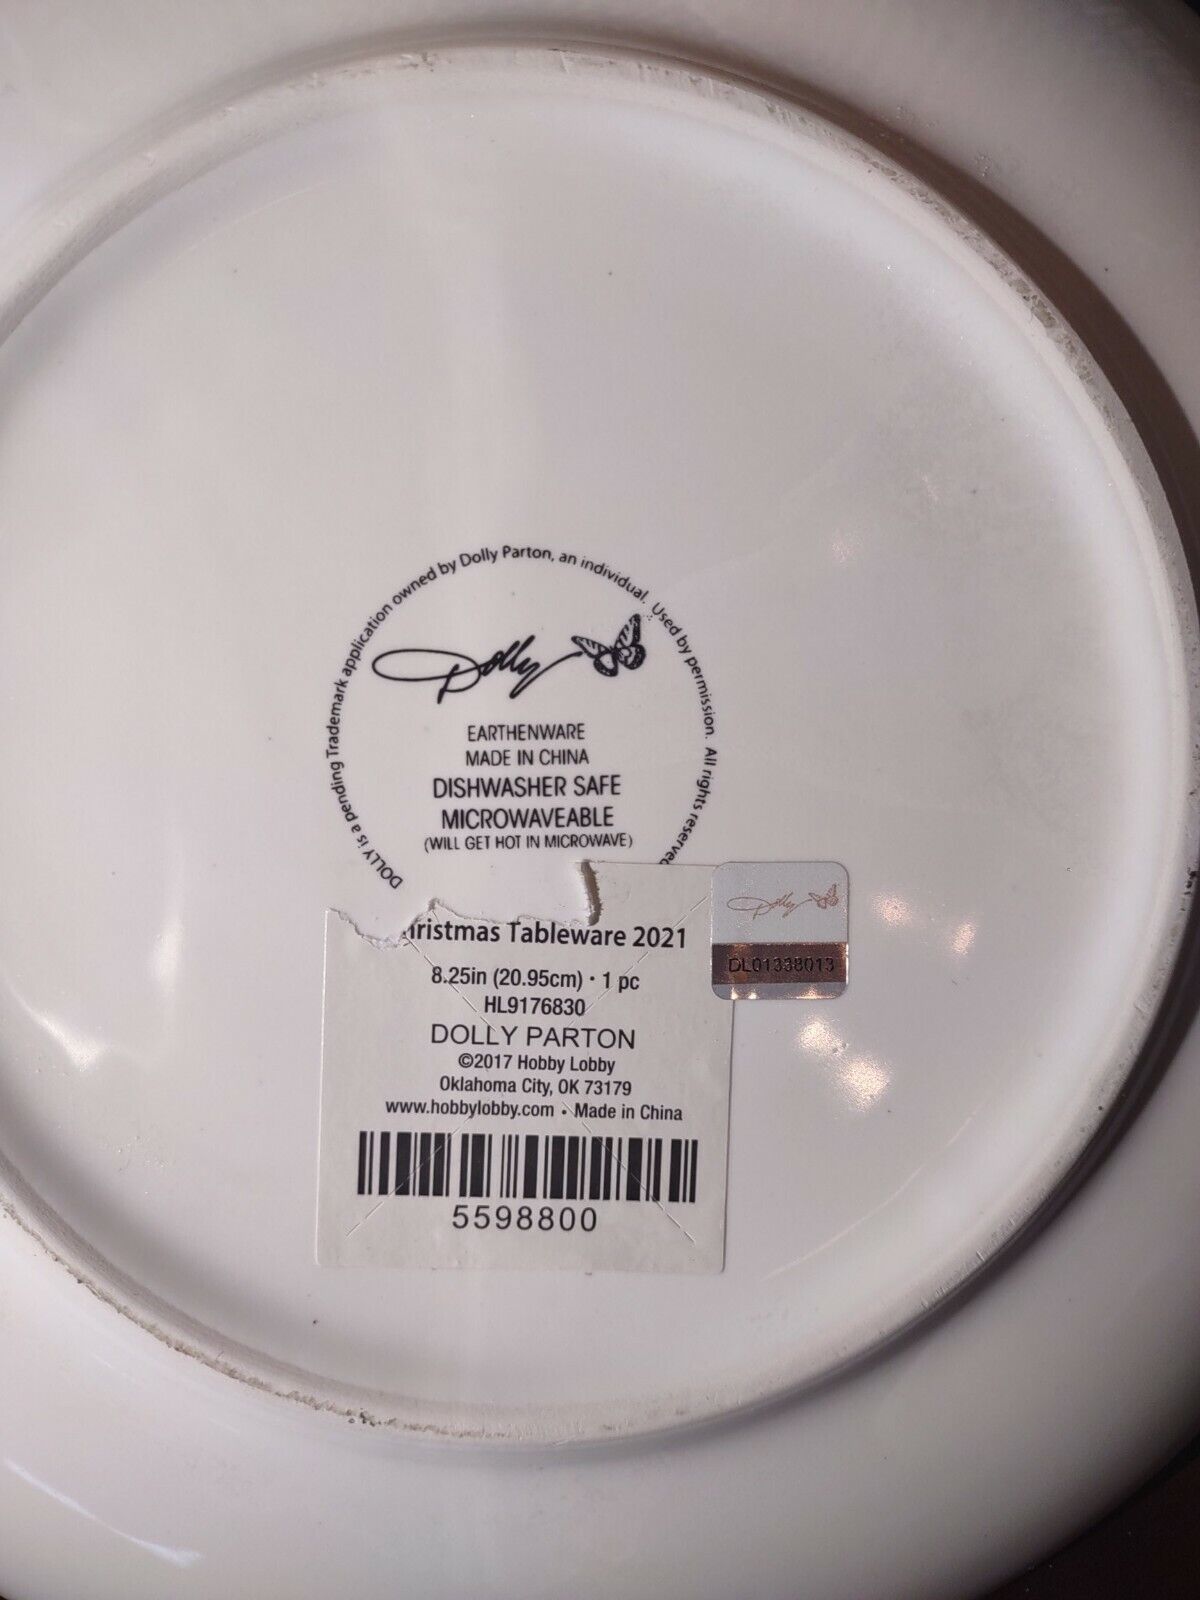 DOLLY is a pending Trademark application owned by Dolly Parton, an individual. Used by permission. All rights reserved
Dolly
EARTHENWARE
MADE IN CHINA
DISHWASHER SAFE
MICROWAVEABLE
(WILL GET HOT IN MICROWAVE)
Dolly
DL01338013
hristmas Tableware 2021
8.25in (20.95cm) • 1 pc
HL9176830
DOLLY PARTON
©2017 Hobby Lobby
Oklahoma City, OK 73179
www.hobbylobby.com • Made in China
5598800